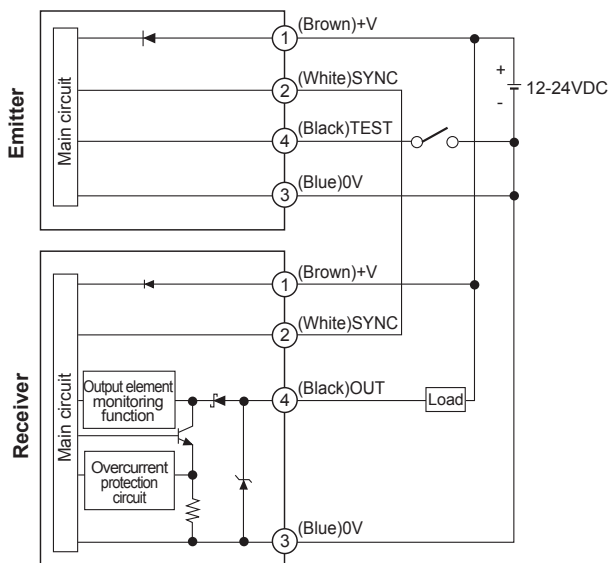 Emitter
Main circuit
1 (Brown)+V
2 (White)SYNC
4 (Black)TEST
3 (Blue)0V
+
-
12-24VDC
Receiver
Main circuit
1 (Brown)+V
2 (White)SYNC
Output element
monitoring
function
4 (Black)OUT
Load
Overcurrent
protection
circuit
3 (Blue)0V